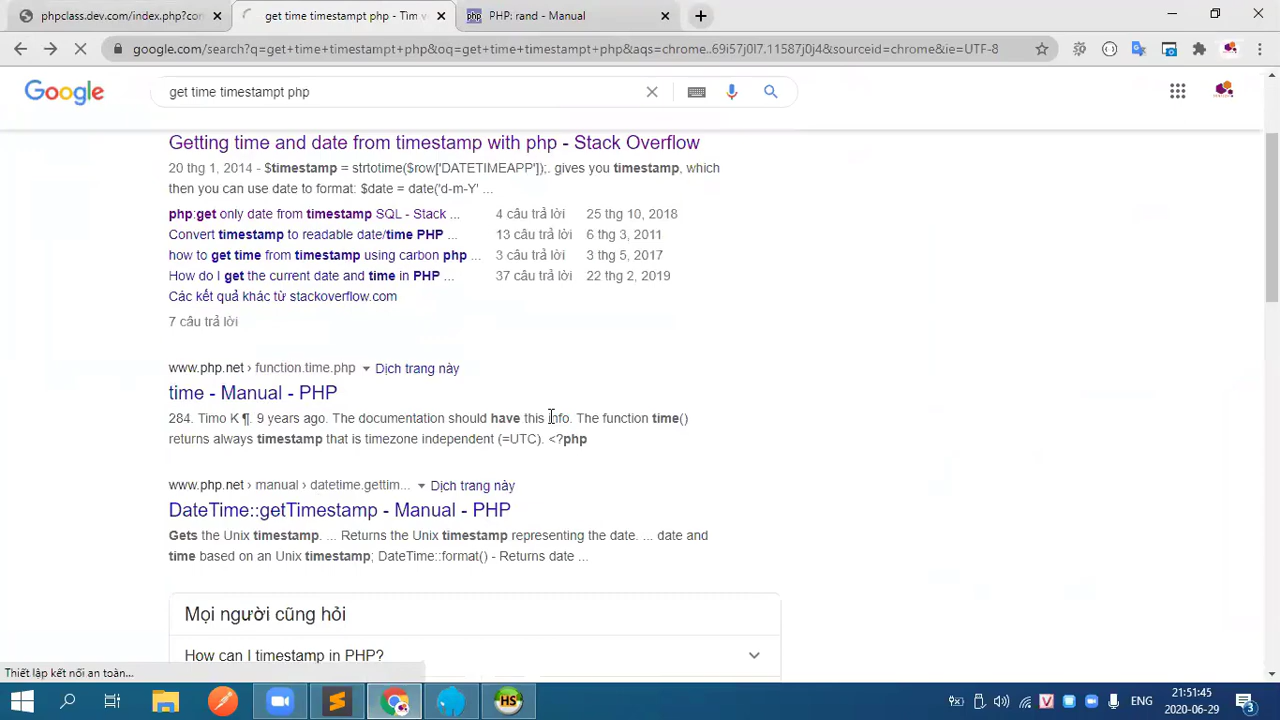 phpclass.dev.com/index.php?con
get time timestampt php - Tìm v
php PHP: rand - Manual
google.com/search?q=get+time+timestampt+php&oq=get+time+timestampt+php&aqs=chrome..69i57j0l7.11587j0j4&sourceid=chrome&ie=UTF-8
Google
get time timestampt php
Getting time and date from timestamp with php - Stack Overflow
20 thg 1, 2014 - $timestamp = strtotime($row['DATETIMEAPP']);. gives you timestamp, which
then you can use date to format: $date = date('d-m-Y' ...
php:get only date from timestamp SQL - Stack ... 4 câu trả lời 25 thg 10, 2018
Convert timestamp to readable date/time PHP ... 13 câu trả lời 6 thg 3, 2011
how to get time from timestamp using carbon php ... 3 câu trả lời 3 thg 5, 2017
How do I get the current date and time in PHP ... 37 câu trả lời 22 thg 2, 2019
Các kết quả khác từ stackoverflow.com
7 câu trả lời
www.php.net › function.time.php Dịch trang này
time - Manual - PHP
284. Timo K ¶. 9 years ago. The documentation should have this info. The function time()
returns always timestamp that is timezone independent (=UTC). <?php
www.php.net › manual › datetime.gettim... Dịch trang này
DateTime::getTimestamp - Manual - PHP
Gets the Unix timestamp. ... Returns the Unix timestamp representing the date. ... date and
time based on an Unix timestamp; DateTime::format() - Returns date ...
Mọi người cũng hỏi
How can I timestamp in PHP?
Thiết lập kết nối an toàn...
HS
V
ENG
21:51:45
2020-06-29
3